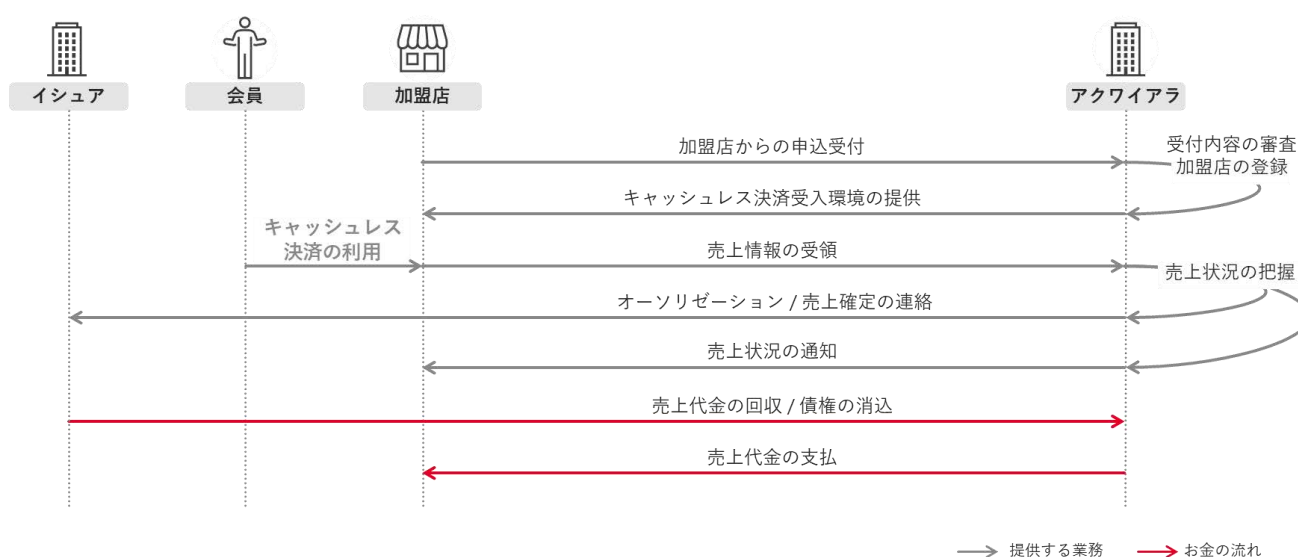 イシュア
会員
加盟店
アクワイアラ
加盟店からの申込受付
受付内容の審査
加盟店の登録
キャッシュレス決済受入環境の提供
キャッシュレス
決済の利用
売上情報の受領
売上状況の把握
オーソリゼーション / 売上確定の連絡
売上状況の通知
売上代金の回収 / 債権の消込
売上代金の支払
提供する業務
お金の流れ